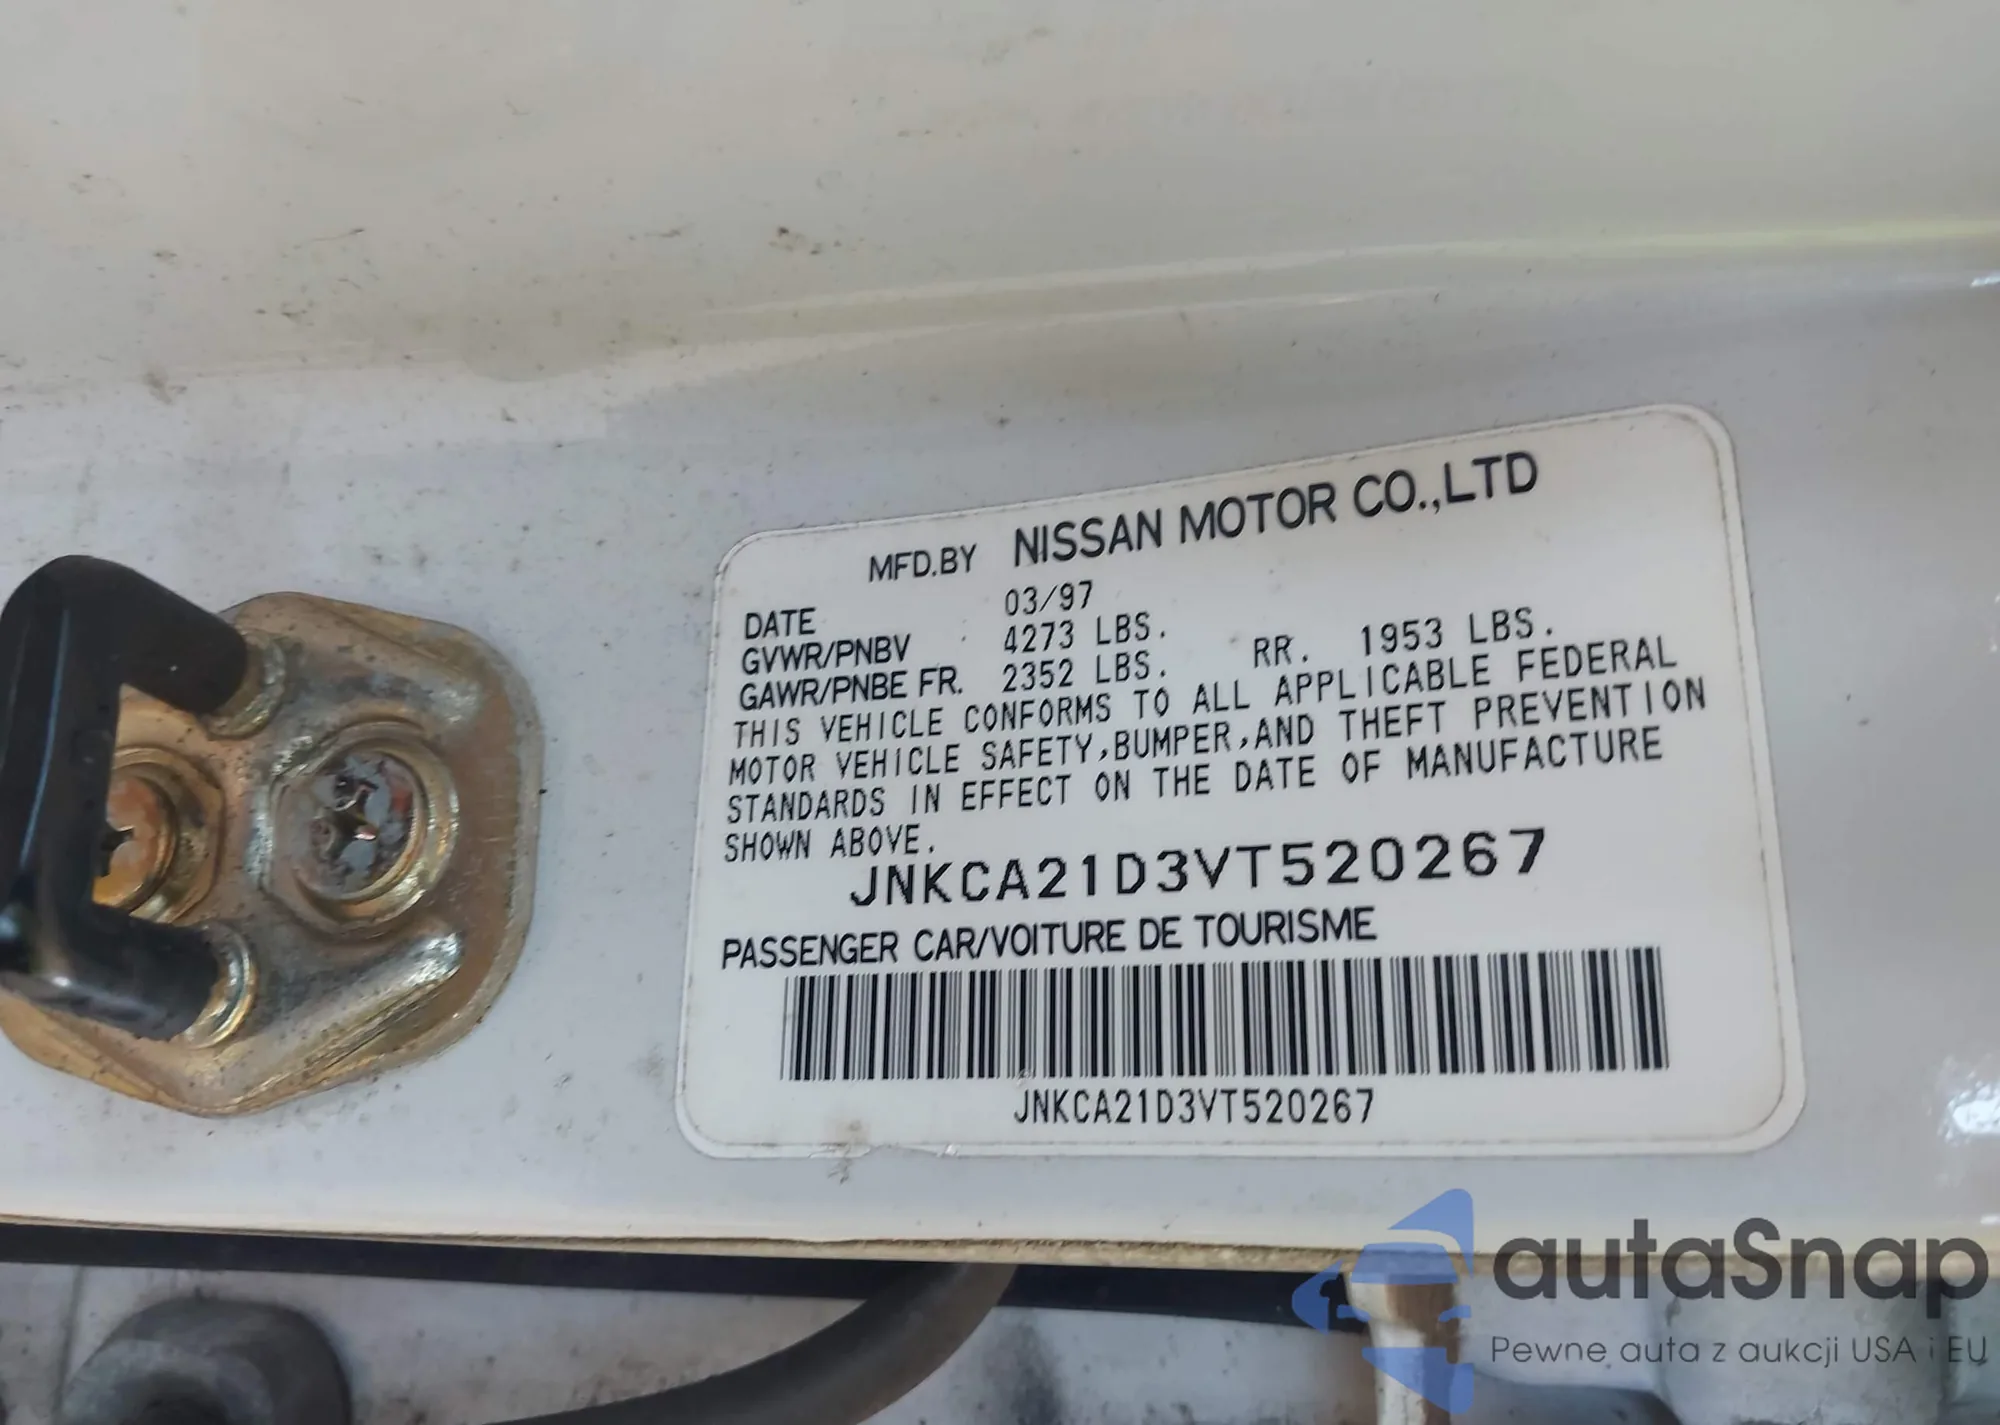 MFD.BY NISSAN MOTOR CO.,LTD
DATE 03/97
GVWR/PNBV 4273 LBS.
GAWR/PNBE FR. 2352 LBS. RR. 1953 LBS.
THIS VEHICLE CONFORMS TO ALL APPLICABLE FEDERAL
MOTOR VEHICLE SAFETY,BUMPER,AND THEFT PREVENTION
STANDARDS IN EFFECT ON THE DATE OF MANUFACTURE
SHOWN ABOVE.
JNKCA21D3VT520267
PASSENGER CAR/VOITURE DE TOURISME
JNKCA21D3VT520267
autaSnap
Pewne auta z aukcji USA i EU